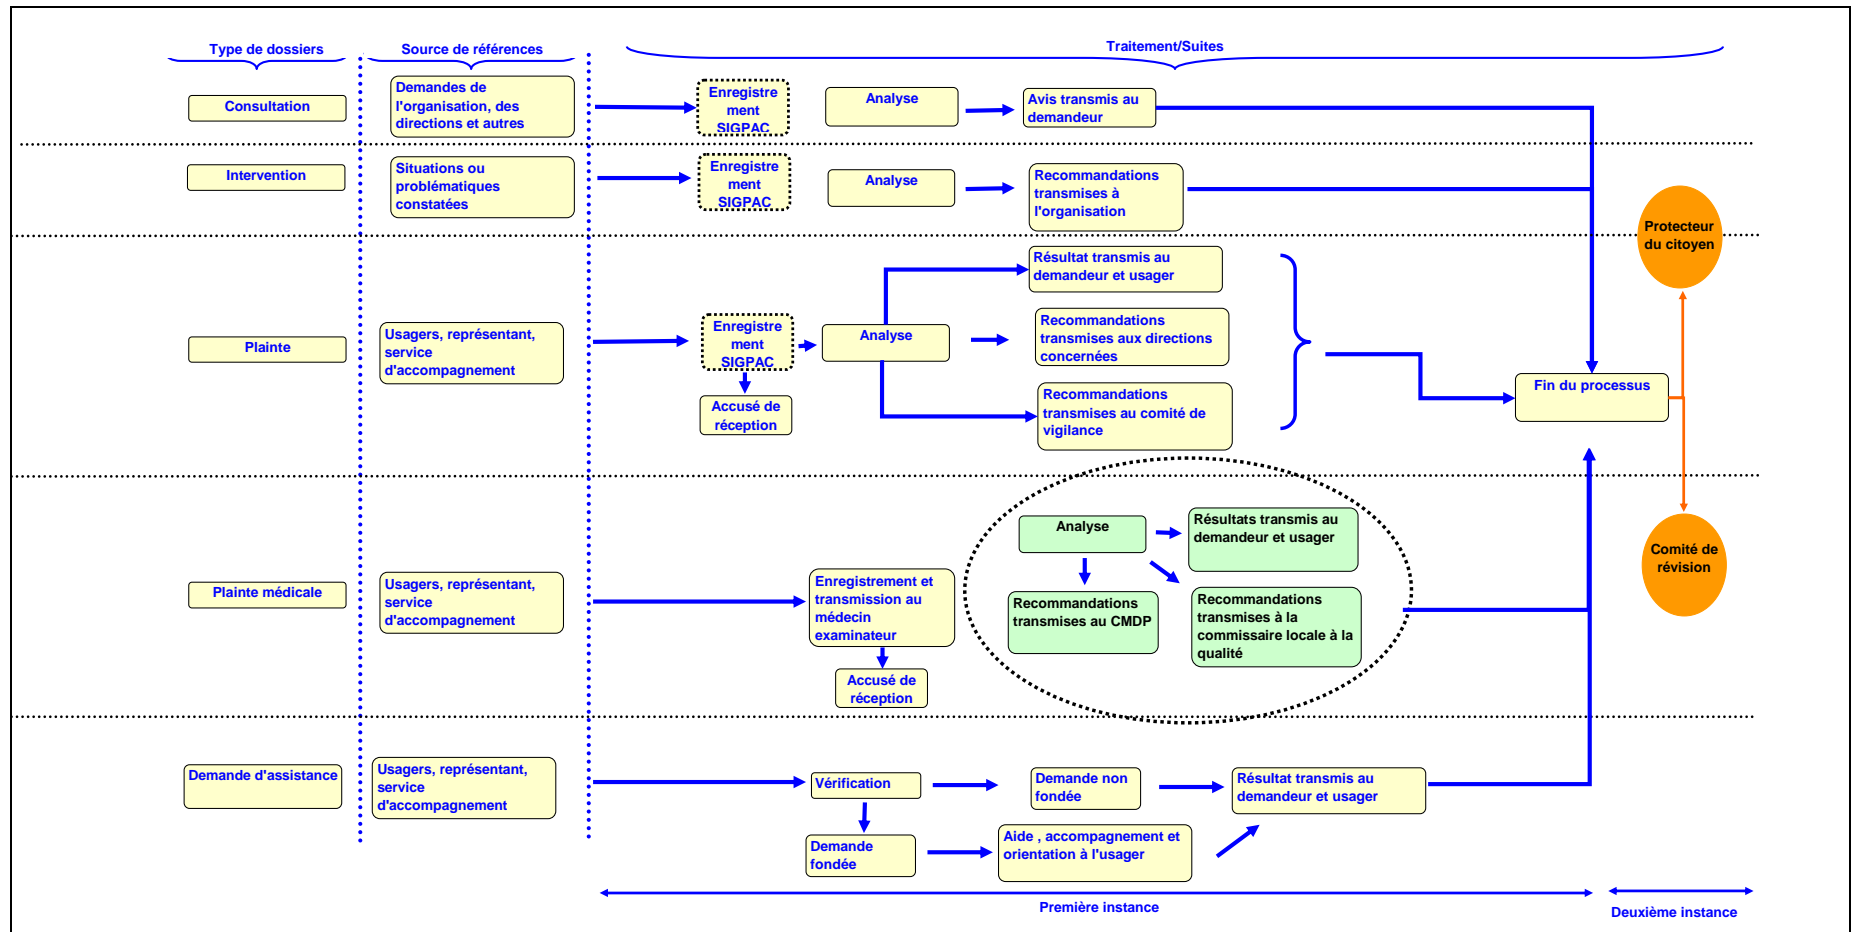 Type de dossiers
Source de références
Traitement/Suites
Consultation
Demandes de
l'organisation, des
directions et autres
Enregistre
ment
SIGPAC
Analyse
Avis transmis au
demandeur
Intervention
Situations ou
problématiques
constatées
Enregistre
ment
SIGPAC
Analyse
Recommandations
transmises à
l'organisation
Protecteur
du citoyen
Plainte
Usagers, représentant,
service
d'accompagnement
Enregistre
ment
SIGPAC
Accusé de
réception
Analyse
Résultat transmis au
demandeur et usager
Recommandations
transmises aux directions
concernées
Recommandations
transmises au comité de
vigilance
Fin du processus
Plainte médicale
Usagers, représentant,
service
d'accompagnement
Enregistrement et
transmission au
médecin
examinateur
Accusé de
réception
Analyse
Résultats transmis au
demandeur et usager
Recommandations
transmises au CMDP
Recommandations
transmises à la
commissaire locale à la
qualité
Comité de
révision
Demande d'assistance
Usagers, représentant,
service
d'accompagnement
Vérification
Demande non
fondée
Résultat transmis au
demandeur et usager
Demande
fondée
Aide , accompagnement et
orientation à l'usager
Première instance
Deuxième instance